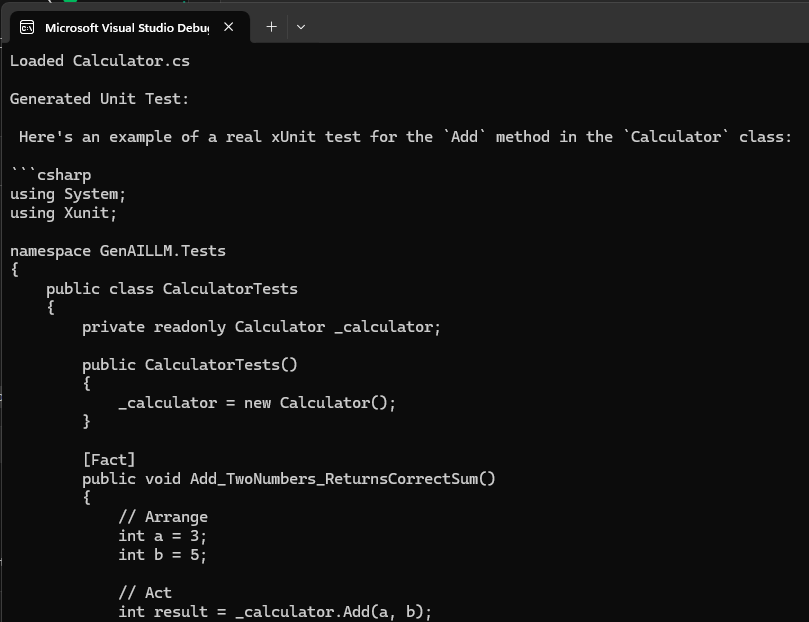 Microsoft Visual Studio Debug
Loaded Calculator.cs
Generated Unit Test:
Here's an example of a real xUnit test for the `Add` method in the `Calculator` class:
```csharp
using System;
using Xunit;
namespace GenAILLM.Tests
{
public class CalculatorTests
{
private readonly Calculator _calculator;
public CalculatorTests()
{
_calculator = new Calculator();
}
[Fact]
public void Add_TwoNumbers_ReturnsCorrectSum()
{
// Arrange
int a = 3;
int b = 5;
// Act
int result = _calculator.Add(a, b);